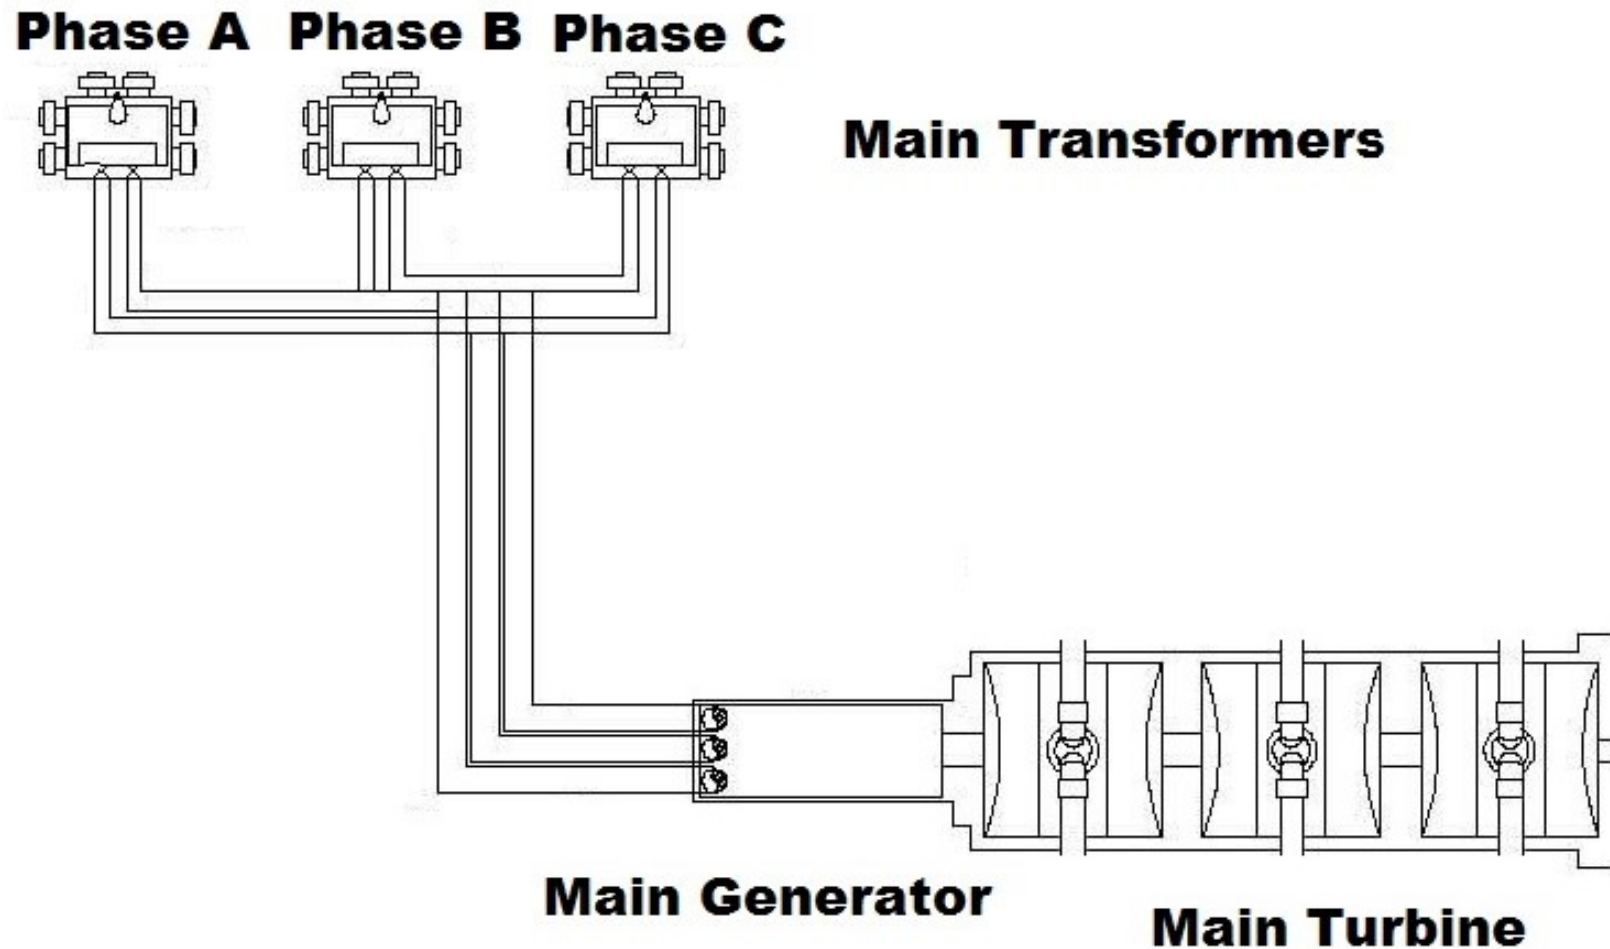 Phase A Phase B Phase C
Main Transformers
Main Generator
Main Turbine